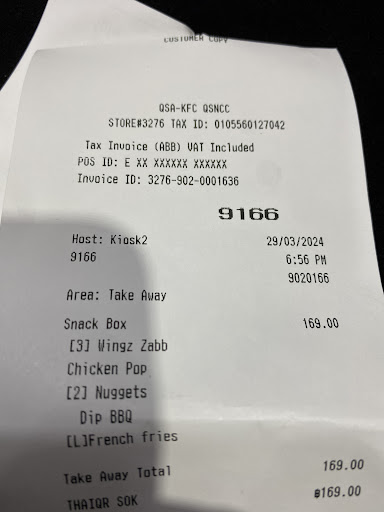 CUSTOMER COPY
QSA-KFC QSNCC
STORE#3276 TAX ID: 0105560127042
Tax Invoice (ABB) VAT Included
POS ID: E XX XXXXXX XXXXXX
Invoice ID: 3276-902-0001636
9166
Host: Kiosk2 29/03/2024
9166 6:56 PM
9020166
Area: Take Away
Snack Box 169.00
[3] Wingz Zabb
Chicken Pop
[2] Nuggets
Dip BBQ
[L]French fries
Take Away Total 169.00
THAIQR SOK ฿169.00